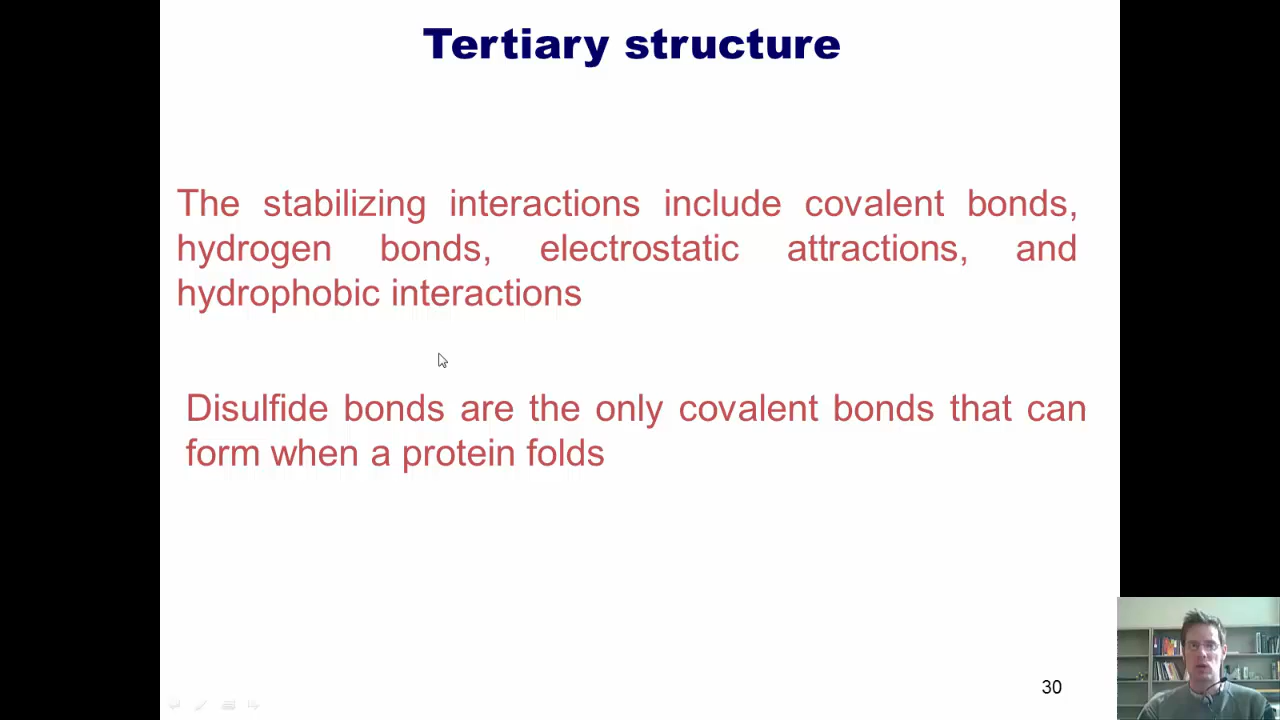 Tertiary structure
The stabilizing interactions include covalent bonds,
hydrogen bonds, electrostatic attractions, and
hydrophobic interactions
Disulfide bonds are the only covalent bonds that can
form when a protein folds
30